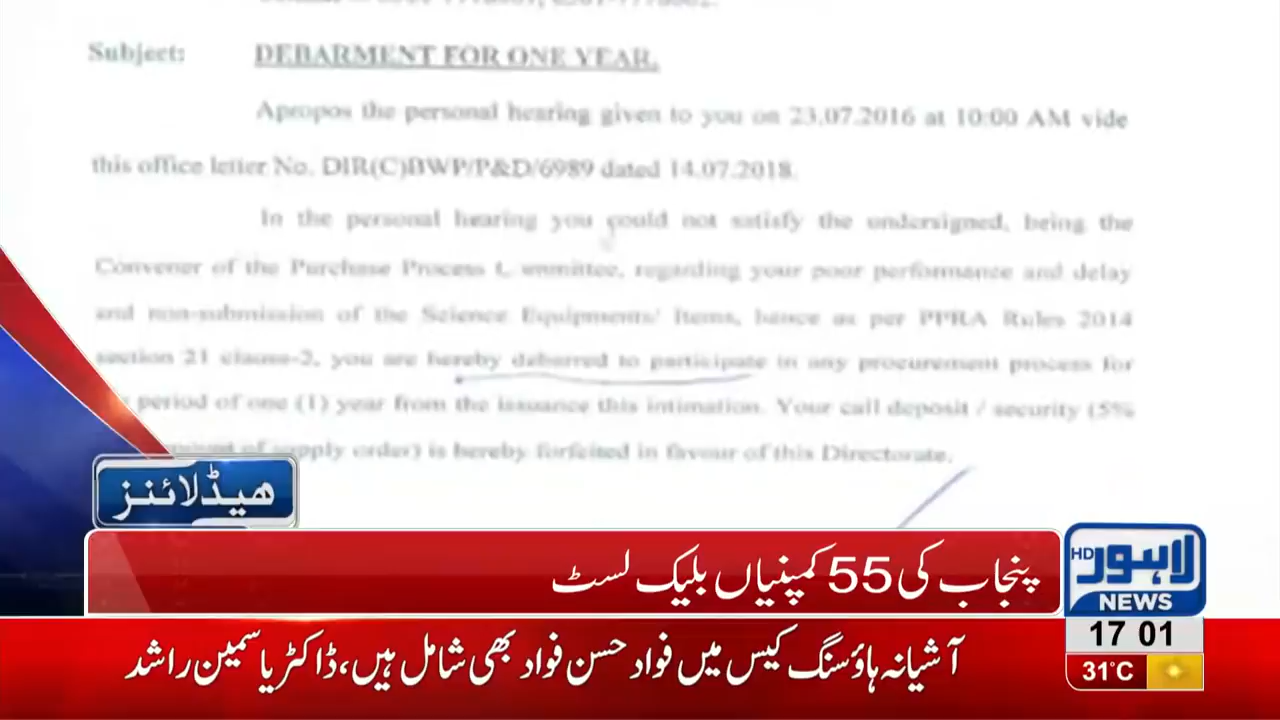 Subject: DEBARMENT FOR ONE YEAR.
Apropos the personal hearing given to you on 23.07.2016 at 10:00 AM vide
this office letter No. DIR(C)BWP/P&D/6989 dated 14.07.2018.
In the personal hearing you could not satisfy the undersigned, being the
Convener of the Purchase Process mmittee, regarding your poor performance and delay
and non-submission of the Science Equipments/ Items, hence as per PPRA Rules 2014
section 21 clause-2, you are hereby debarred to participate in any procurement process for
period of one (1) year from the issuance this intimation. Your call deposit / security (5%
of supply order) is hereby forfeited in favour of this Directorate.
ہیڈلائنز
پنجاب کی 55 کمپنیاں بلیک لسٹ
HD لاہور
NEWS
17 01
31°C
آشیانہ ہاؤسنگ کیس میں فواد حسن فواد بھی شامل ہیں، ڈاکٹر یاسمین راشد